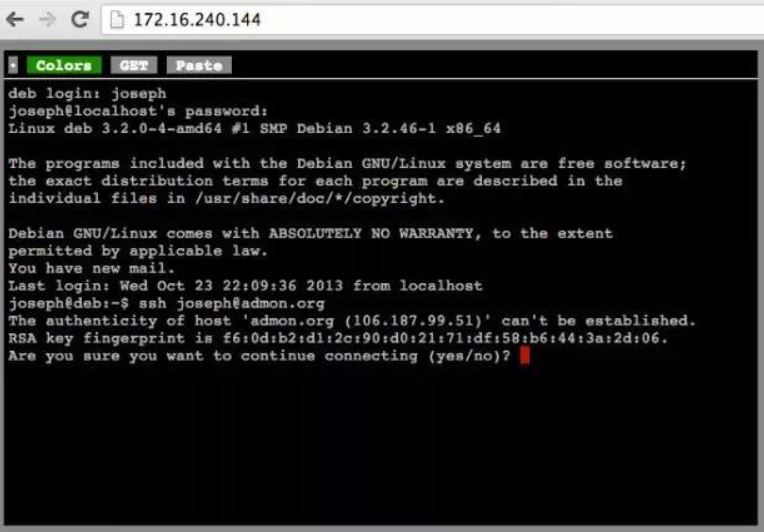 172.16.240.144
Colors GET Paste
deb login: joseph
joseph@localhost's password:
Linux deb 3.2.0-4-amd64 #1 SMP Debian 3.2.46-1 x86_64
The programs included with the Debian GNU/Linux system are free software;
the exact distribution terms for each program are described in the
individual files in /usr/share/doc/*/copyright.
Debian GNU/Linux comes with ABSOLUTELY NO WARRANTY, to the extent
permitted by applicable law.
You have new mail.
Last login: Wed Oct 23 22:09:36 2013 from localhost
joseph@deb:~$ ssh joseph@admon.org
The authenticity of host 'admon.org (106.187.99.51)' can't be established.
RSA key fingerprint is f6:0d:b2:d1:2c:90:d0:21:71:df:58:b6:44:3a:2d:06.
Are you sure you want to continue connecting (yes/no)?